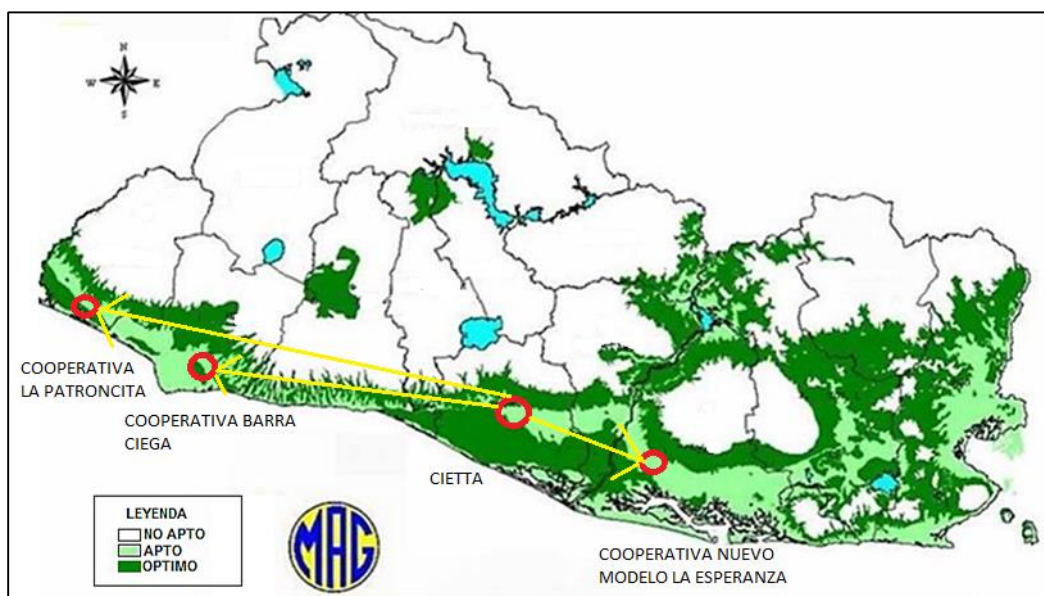 N
W
E
S
COOPERATIVA
LA PATRONCITA
COOPERATIVA BARRA
CIEGA
CIETTA
COOPERATIVA NUEVO
MODELO LA ESPERANZA
LEYENDA
NO APTO
APTO
OPTIMO
MAG